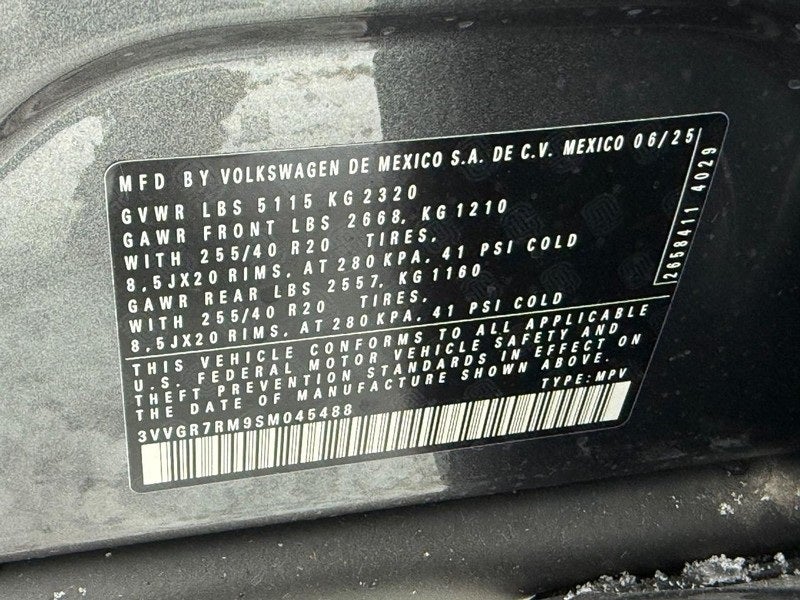 MFD BY VOLKSWAGEN DE MEXICO S.A. DE C.V. MEXICO 06/25
GVWR LBS 5115 KG 2320
GAWR FRONT LBS 2668, KG 1210
WITH 255/40 R20 TIRES,
8,5JX20 RIMS, AT 280 KPA, 41 PSI COLD
GAWR REAR LBS 2557, KG 1160
WITH 255/40 R20 TIRES,
8,5JX20 RIMS, AT 280 KPA, 41 PSI COLD
2658411 4029
THIS VEHICLE CONFORMS TO ALL APPLICABLE
U.S. FEDERAL MOTOR VEHICLE SAFETY AND
THEFT PREVENTION STANDARDS IN EFFECT ON
THE DATE OF MANUFACTURE SHOWN ABOVE.
TYPE:MPV
3VVGR7RM9SM045488